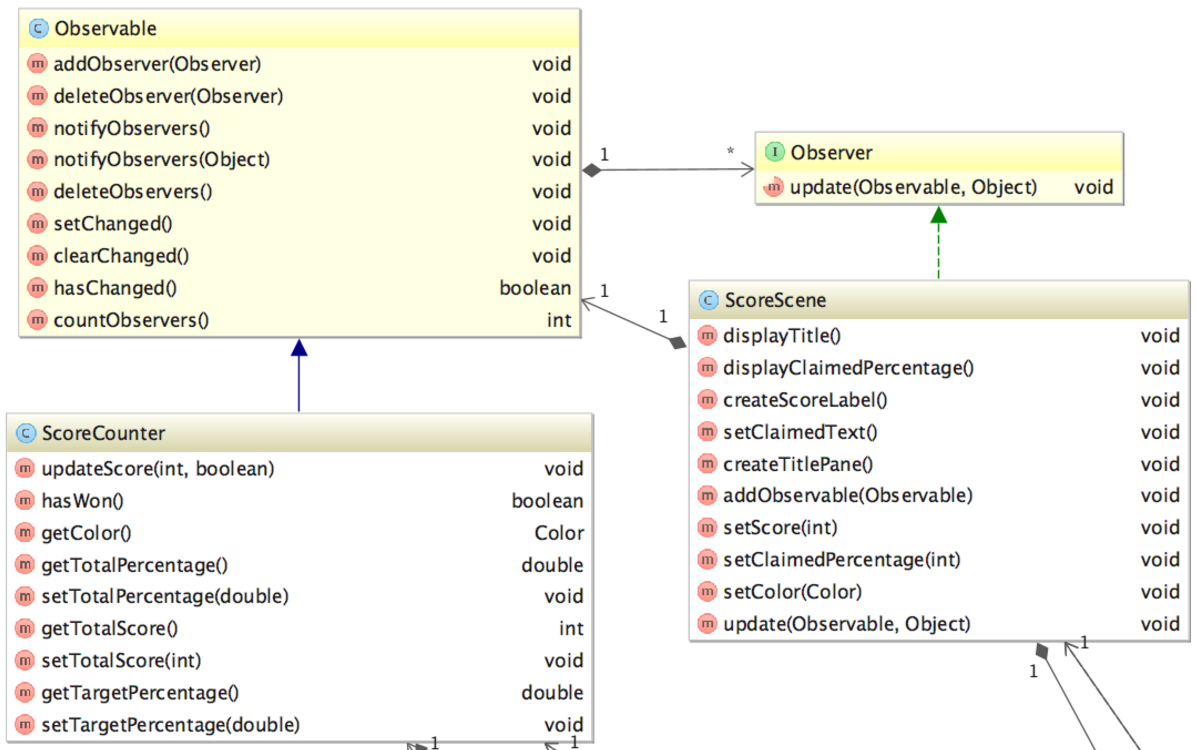 C Observable
m addObserver(Observer) void
m deleteObserver(Observer) void
m notifyObservers() void
m notifyObservers(Object) void
m deleteObservers() void
m setChanged() void
m clearChanged() void
m hasChanged() boolean
m countObservers() int
1 *
I Observer
m update(Observable, Object) void
1
1
C ScoreScene
m displayTitle() void
m displayClaimedPercentage() void
m createScoreLabel() void
m setClaimedText() void
m createTitlePane() void
m addObservable(Observable) void
m setScore(int) void
m setClaimedPercentage(int) void
m setColor(Color) void
m update(Observable, Object) void
1
1
C ScoreCounter
m updateScore(int, boolean) void
m hasWon() boolean
m getColor() Color
m getTotalPercentage() double
m setTotalPercentage(double) void
m getTotalScore() int
m setTotalScore(int) void
m getTargetPercentage() double
m setTargetPercentage(double) void
1 1